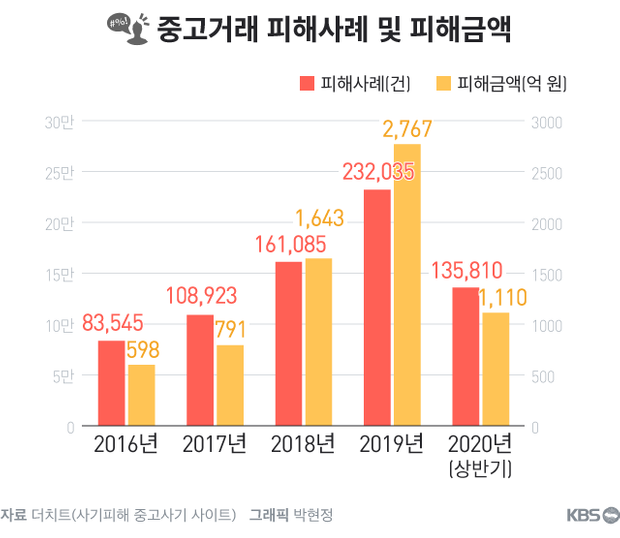 #%!
중고거래 피해사례 및 피해금액
피해사례(건) 피해금액(억 원)
30만 3000
25만 2500
20만 2000
15만 1500
10만 1000
5만 500
0 0
83,545 598
108,923 791
161,085 1,643
232,035 2,767
135,810 1,110
2016년 2017년 2018년 2019년 2020년
(상반기)
자료 더치트(사기피해 중고사기 사이트) 그래픽 박현정
KBS